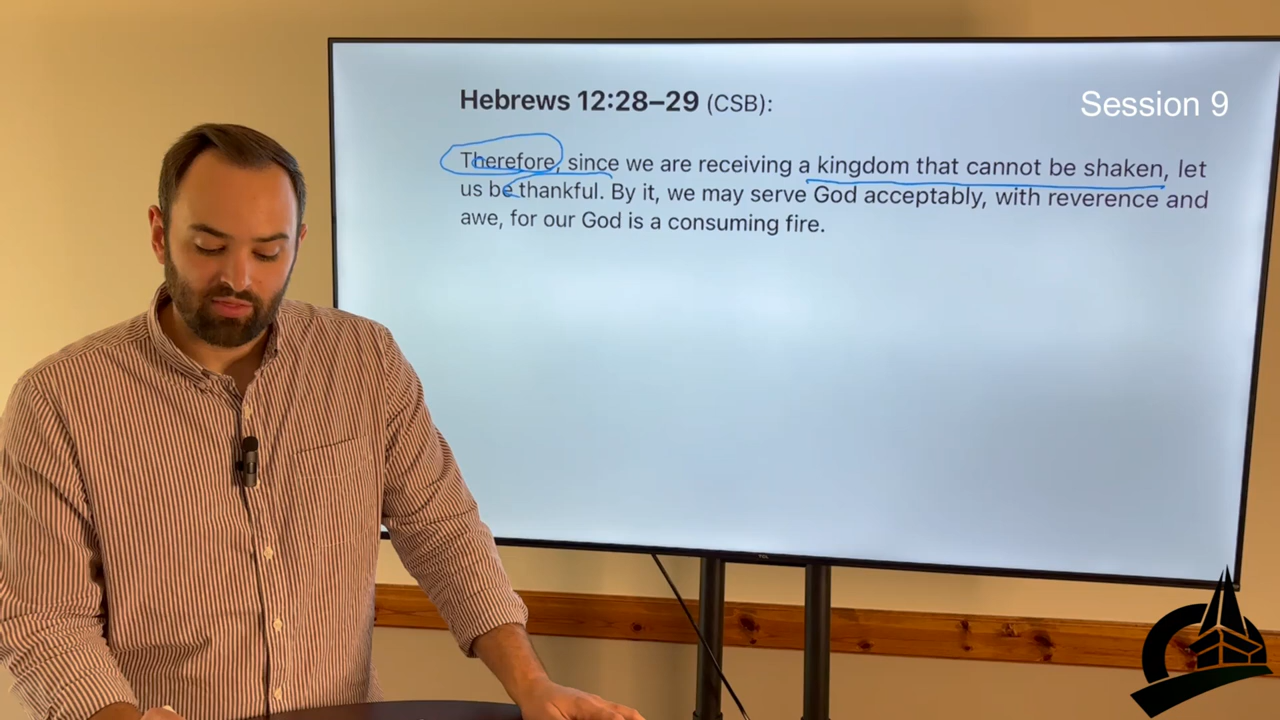 Hebrews 12:28–29 (CSB):
Session 9
Therefore, since we are receiving a kingdom that cannot be shaken, let
us be thankful. By it, we may serve God acceptably, with reverence and
awe, for our God is a consuming fire.
TCL